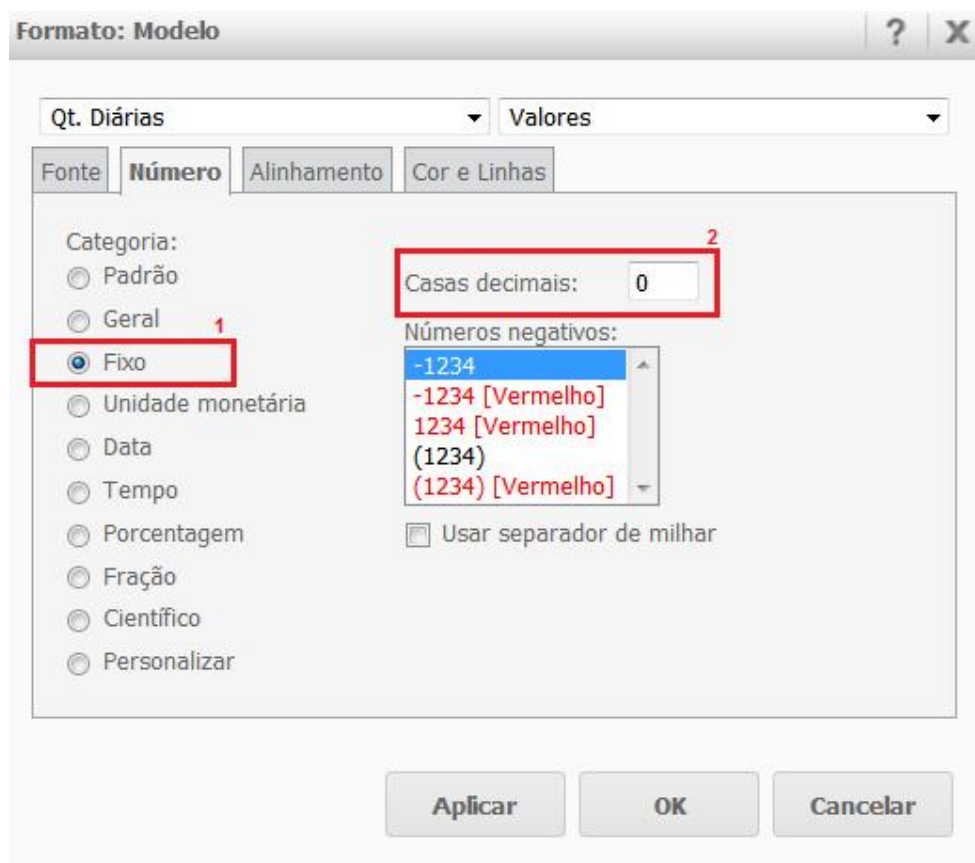 Formato: Modelo ? X
Qt. Diárias Valores
Fonte Número Alinhamento Cor e Linhas
Categoria:
Padrão
Geral
1
Fixo
Unidade monetária
Data
Tempo
Porcentagem
Fração
Científico
Personalizar
2
Casas decimais: 0
Números negativos:
-1234
-1234 [Vermelho]
1234 [Vermelho]
(1234)
(1234) [Vermelho]
Usar separador de milhar
Aplicar OK Cancelar